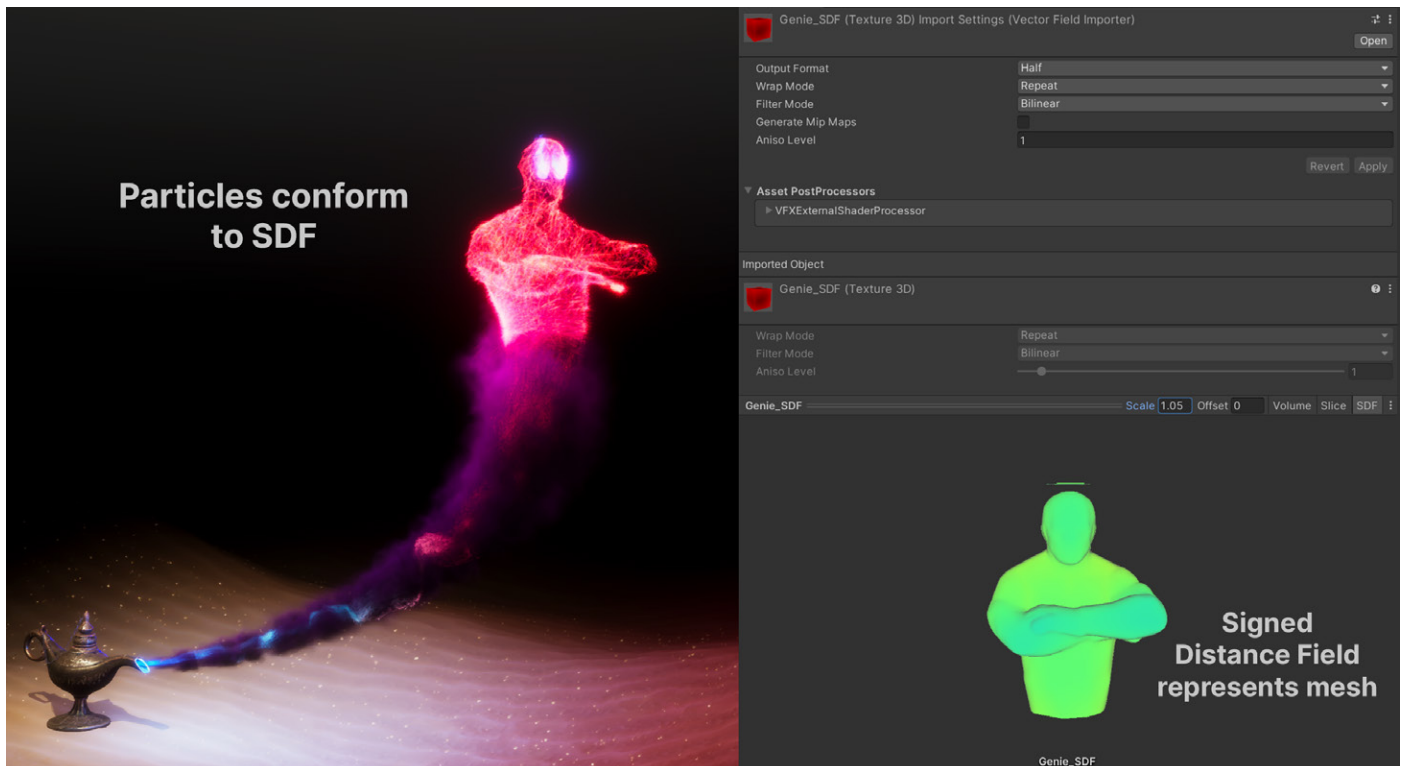 Particles conform
to SDF
Genie_SDF (Texture 3D) Import Settings (Vector Field Importer)
Open
Output Format Half
Wrap Mode Repeat
Filter Mode Bilinear
Generate Mip Maps
Aniso Level 1
Revert Apply
Asset PostProcessors
VFXExternalShaderProcessor
Imported Object
Genie_SDF (Texture 3D)
Wrap Mode Repeat
Filter Mode Bilinear
Aniso Level 1
Genie_SDF Scale 1.05 Offset 0 Volume Slice SDF
Signed
Distance Field
represents mesh
Genie_SDF